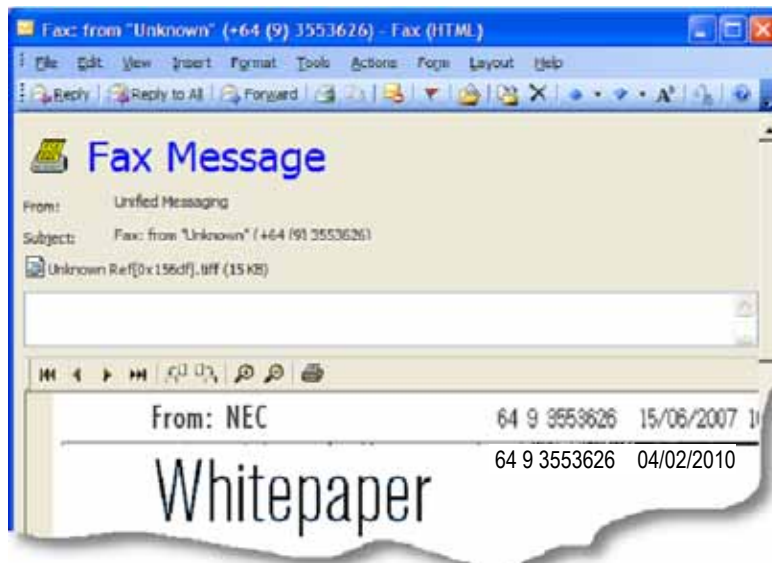 Fax: from "Unknown" (+64 (9) 3553626) - Fax (HTML)
File Edit View Insert Format Tools Actions Form Layout Help
Reply Reply to All Forward
Fax Message
From: Unified Messaging
Subject: Fax: from "Unknown" (+64 (9) 3553626)
Unknown Ref[0x156df].tiff (15 KB)
From: NEC 64 9 3553626 15/06/2007
64 9 3553626 04/02/2010
Whitepaper